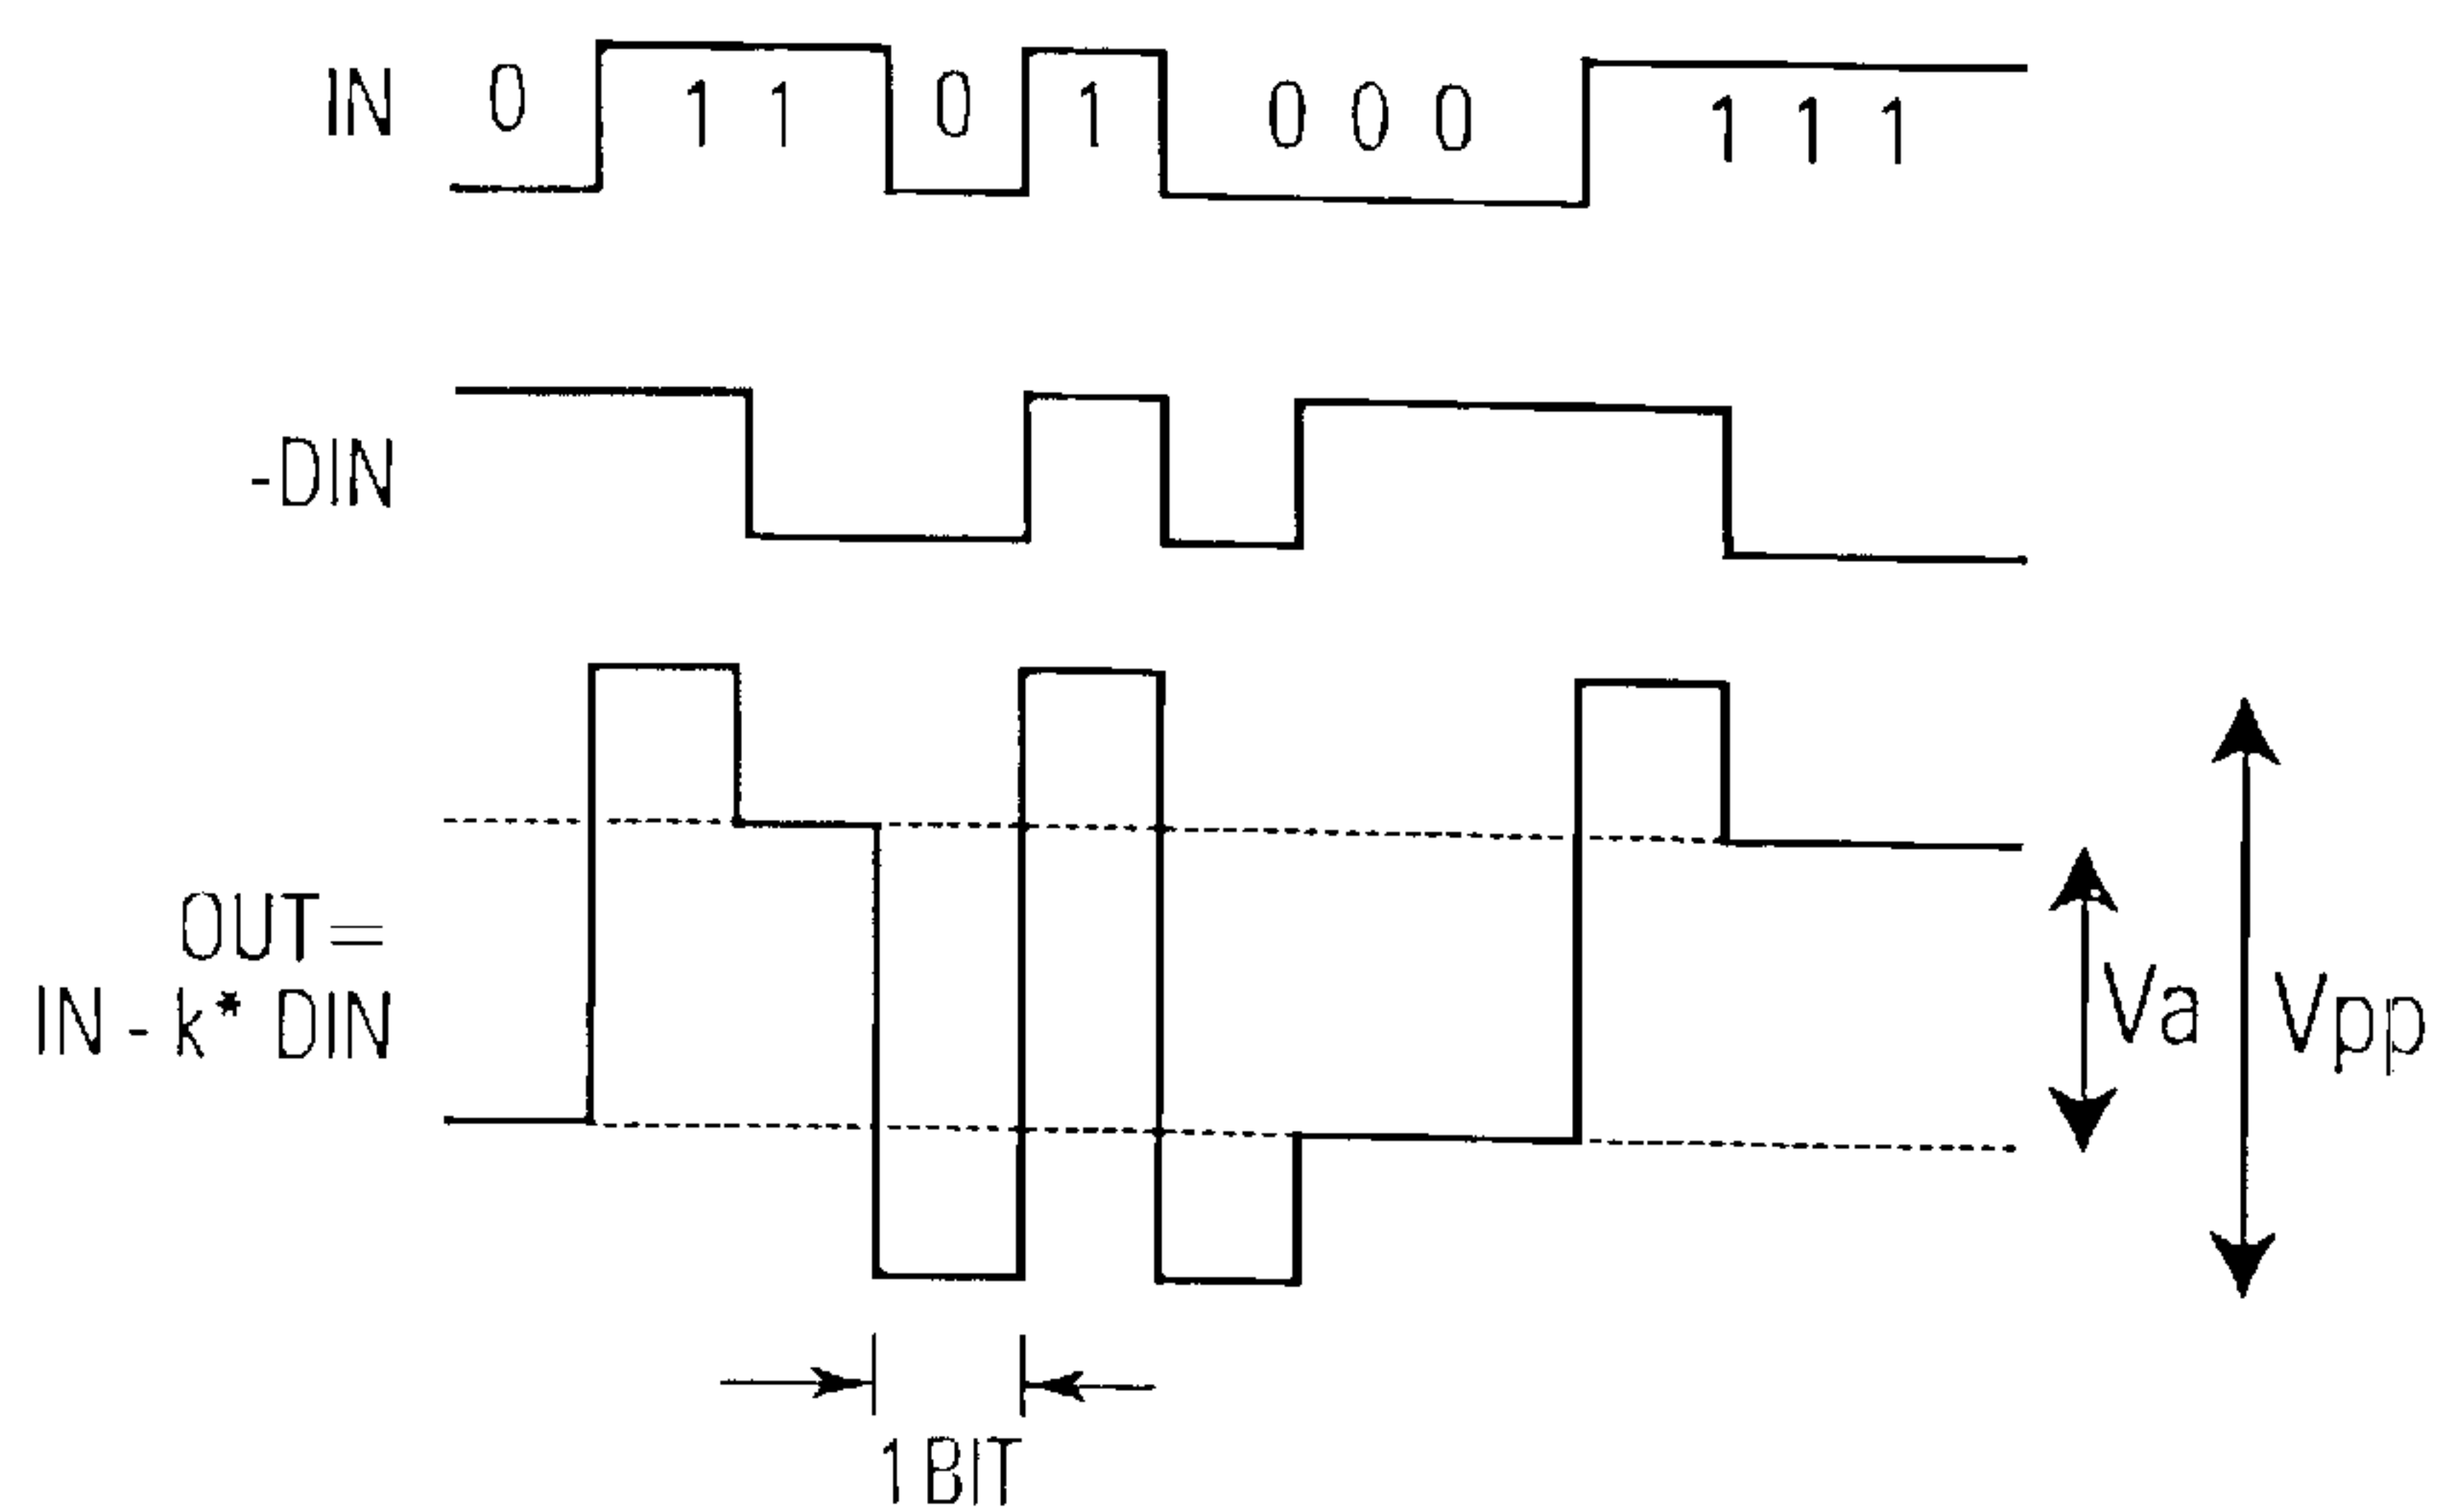 IN 0 1 1 0 1 0 0 0 1 1 1
-DIN
OUT=
IN - k* DIN
Va
Vpp
1 BIT